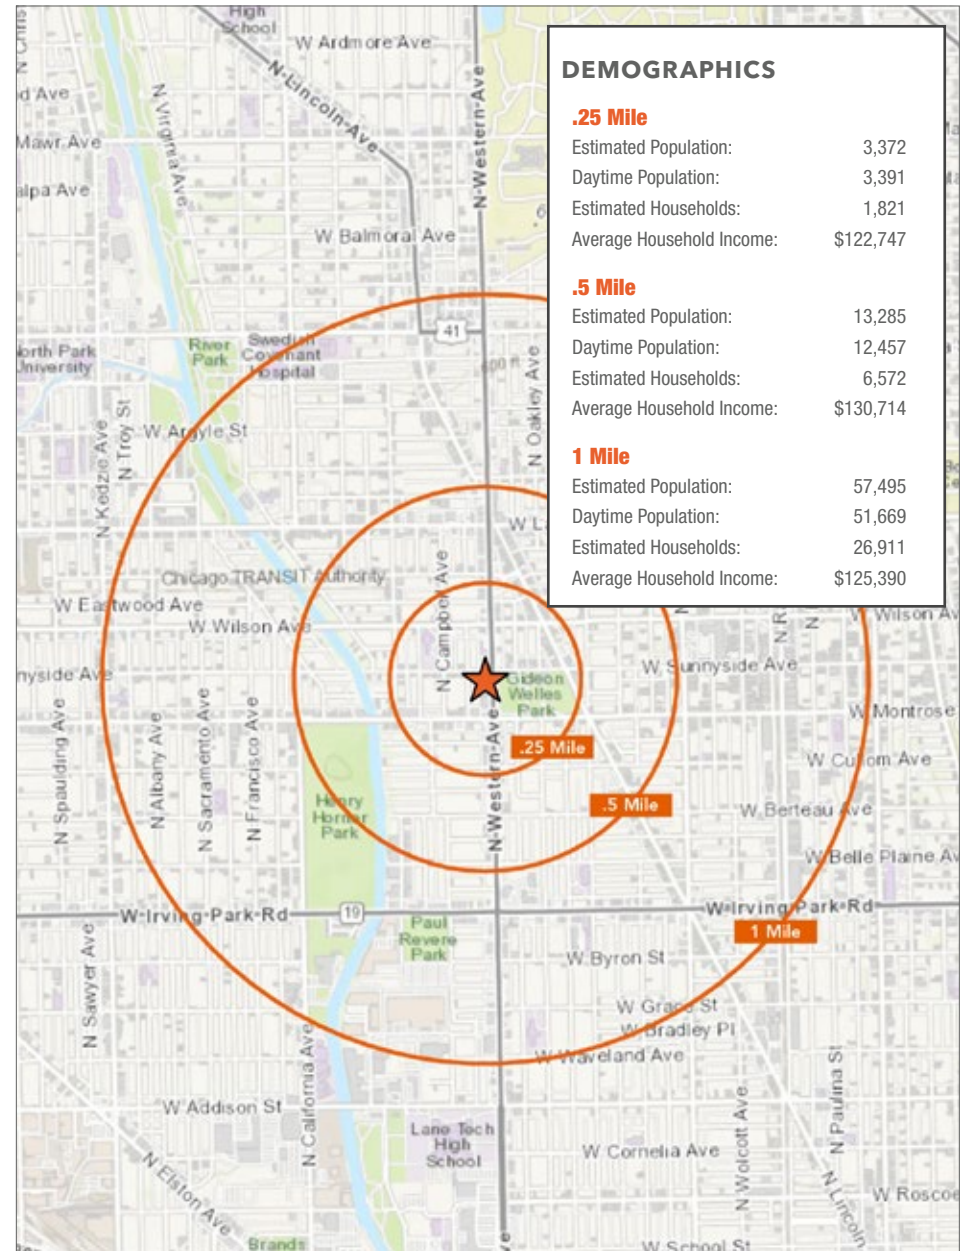 High
School
W Ardmore Ave
N-Lincoln-Ave
N-Western-Ave
N Virginia Ave
d Ave
Mawr Ave
alpa Ave
W Balmoral Ave
DEMOGRAPHICS
.25 Mile
Estimated Population: 3,372
Daytime Population: 3,391
Estimated Households: 1,821
Average Household Income: $122,747
.5 Mile
Estimated Population: 13,285
Daytime Population: 12,457
Estimated Households: 6,572
Average Household Income: $130,714
1 Mile
Estimated Population: 57,495
Daytime Population: 51,669
Estimated Households: 26,911
Average Household Income: $125,390
41
North Park
University
River
Park
Swedish
Covenant
Hospital
600 ft
N Oakley Ave
N Troy St
N Kedzie Ave
W Argyle St
W La
Chicago TRANSIT Authority
N Campbell Ave
W Eastwood Ave
W Wilson Ave
W Wilson Av
nyside Ave
W Sunnyside Ave
Gideon
Welles
Park
W Montrose
N Spaulding Ave
N Albany Ave
N Sacramento Ave
N Francisco Ave
N-Western-Ave
.25 Mile
W Cullom Ave
Henry
Horner
Park
.5 Mile
W Berteau Ave
W Belle Plaine Av
W-Irving-Park-Rd
19
W-Irving-Park-Rd
Paul
Revere
Park
1 Mile
N Sawyer Ave
W Byron St
W Grace St
W Bradley Pl
W Waveland Ave
N California Ave
W Addison St
Lane Tech
High
School
W Cornelia Ave
N Wolcott Ave
N Paulina St
N Elston Ave
N Lincoln
W Roscoe
Brands
W School St